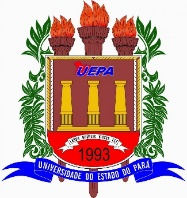 UEPA
1993
UNIVERSIDADE DO ESTADO DO PARÁ